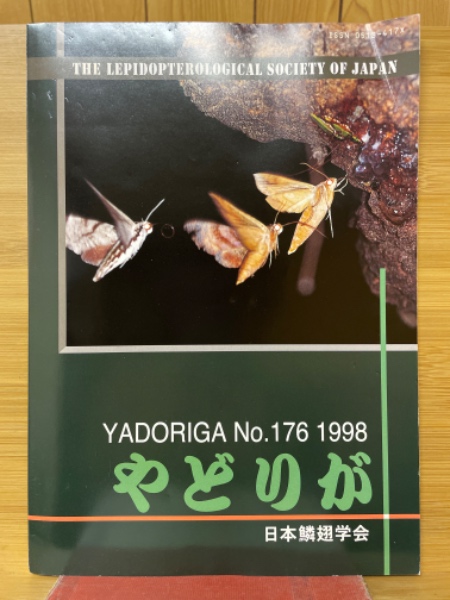 THE LEPIDOPTEROLOGICAL SOCIETY OF JAPAN
YADORIGA No.176 1998
やどりが
日本鱗翅学会